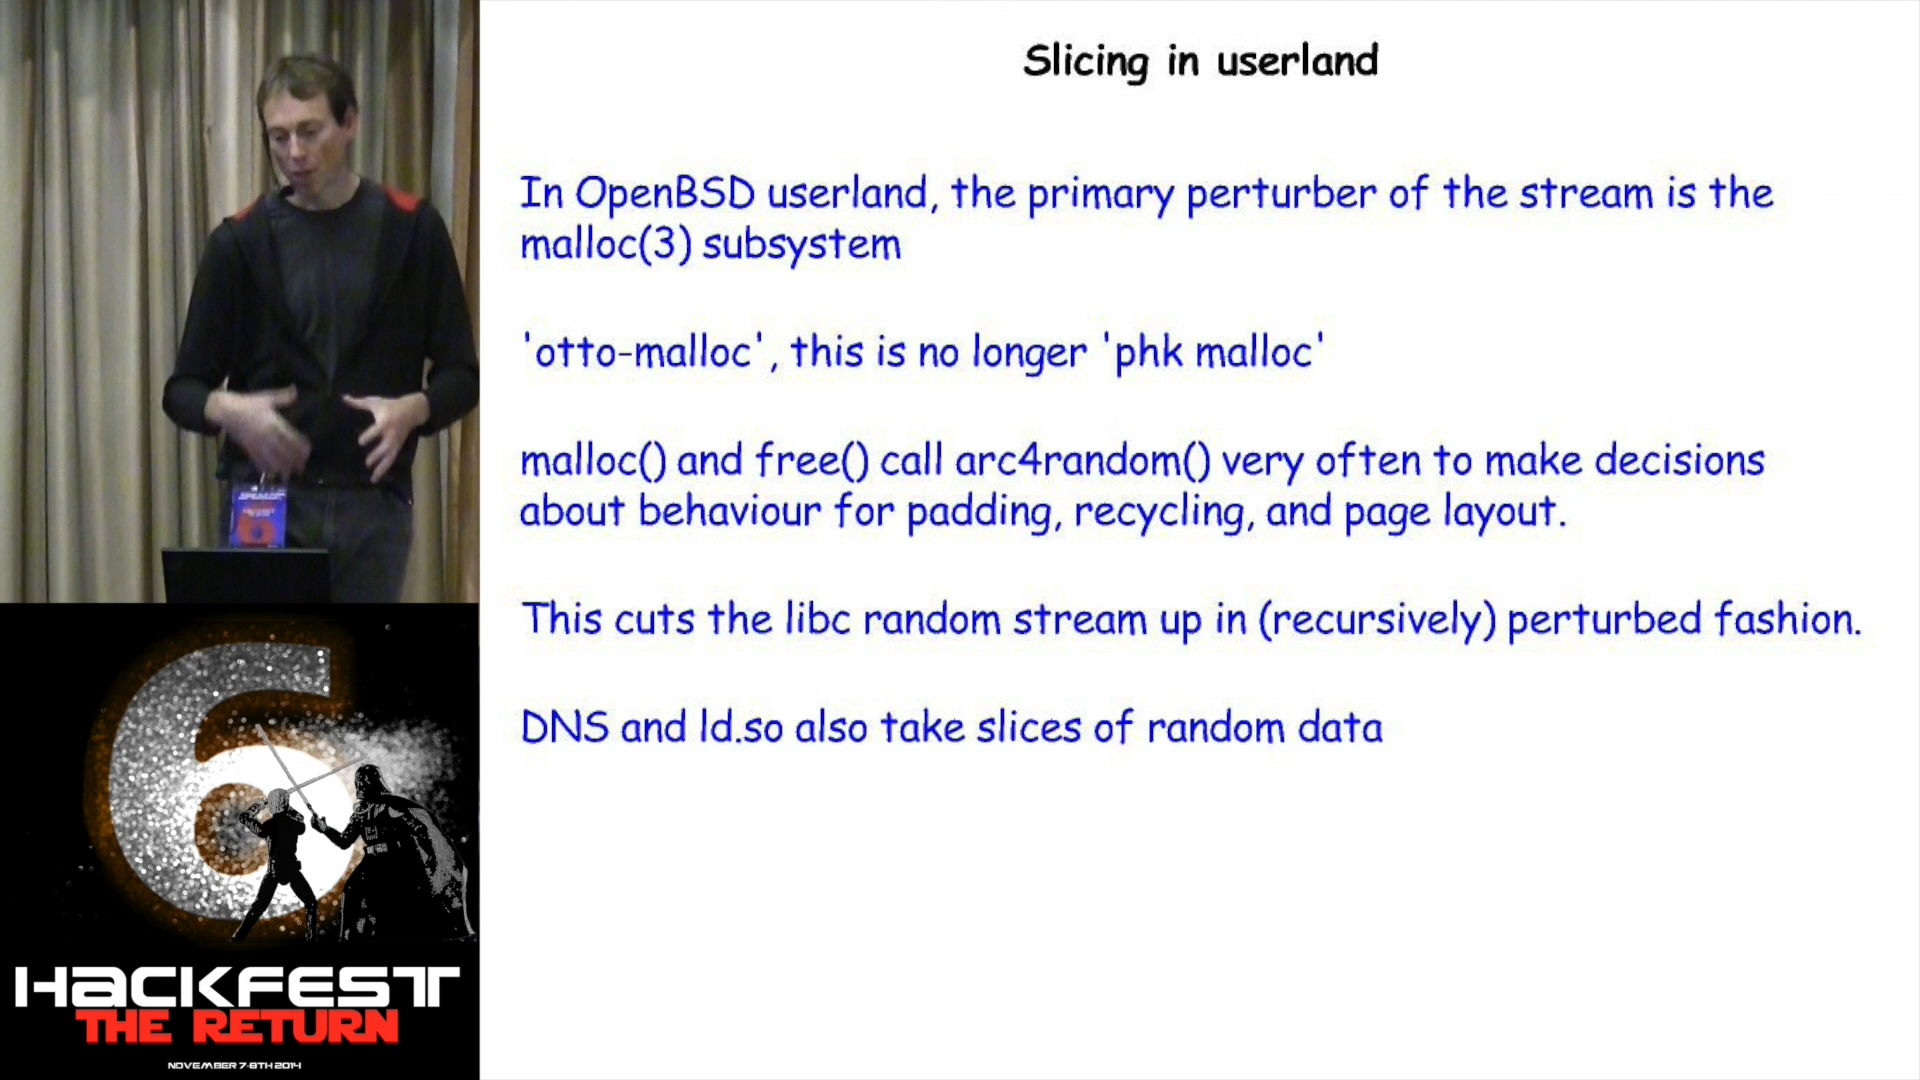 Slicing in userland
In OpenBSD userland, the primary perturber of the stream is the
malloc(3) subsystem
'otto-malloc', this is no longer 'phk malloc'
malloc() and free() call arc4random() very often to make decisions
about behaviour for padding, recycling, and page layout.
This cuts the libc random stream up in (recursively) perturbed fashion.
DNS and ld.so also take slices of random data
6
HACKFEST
THE RETURN
NOVEMBER 7-8TH 2014